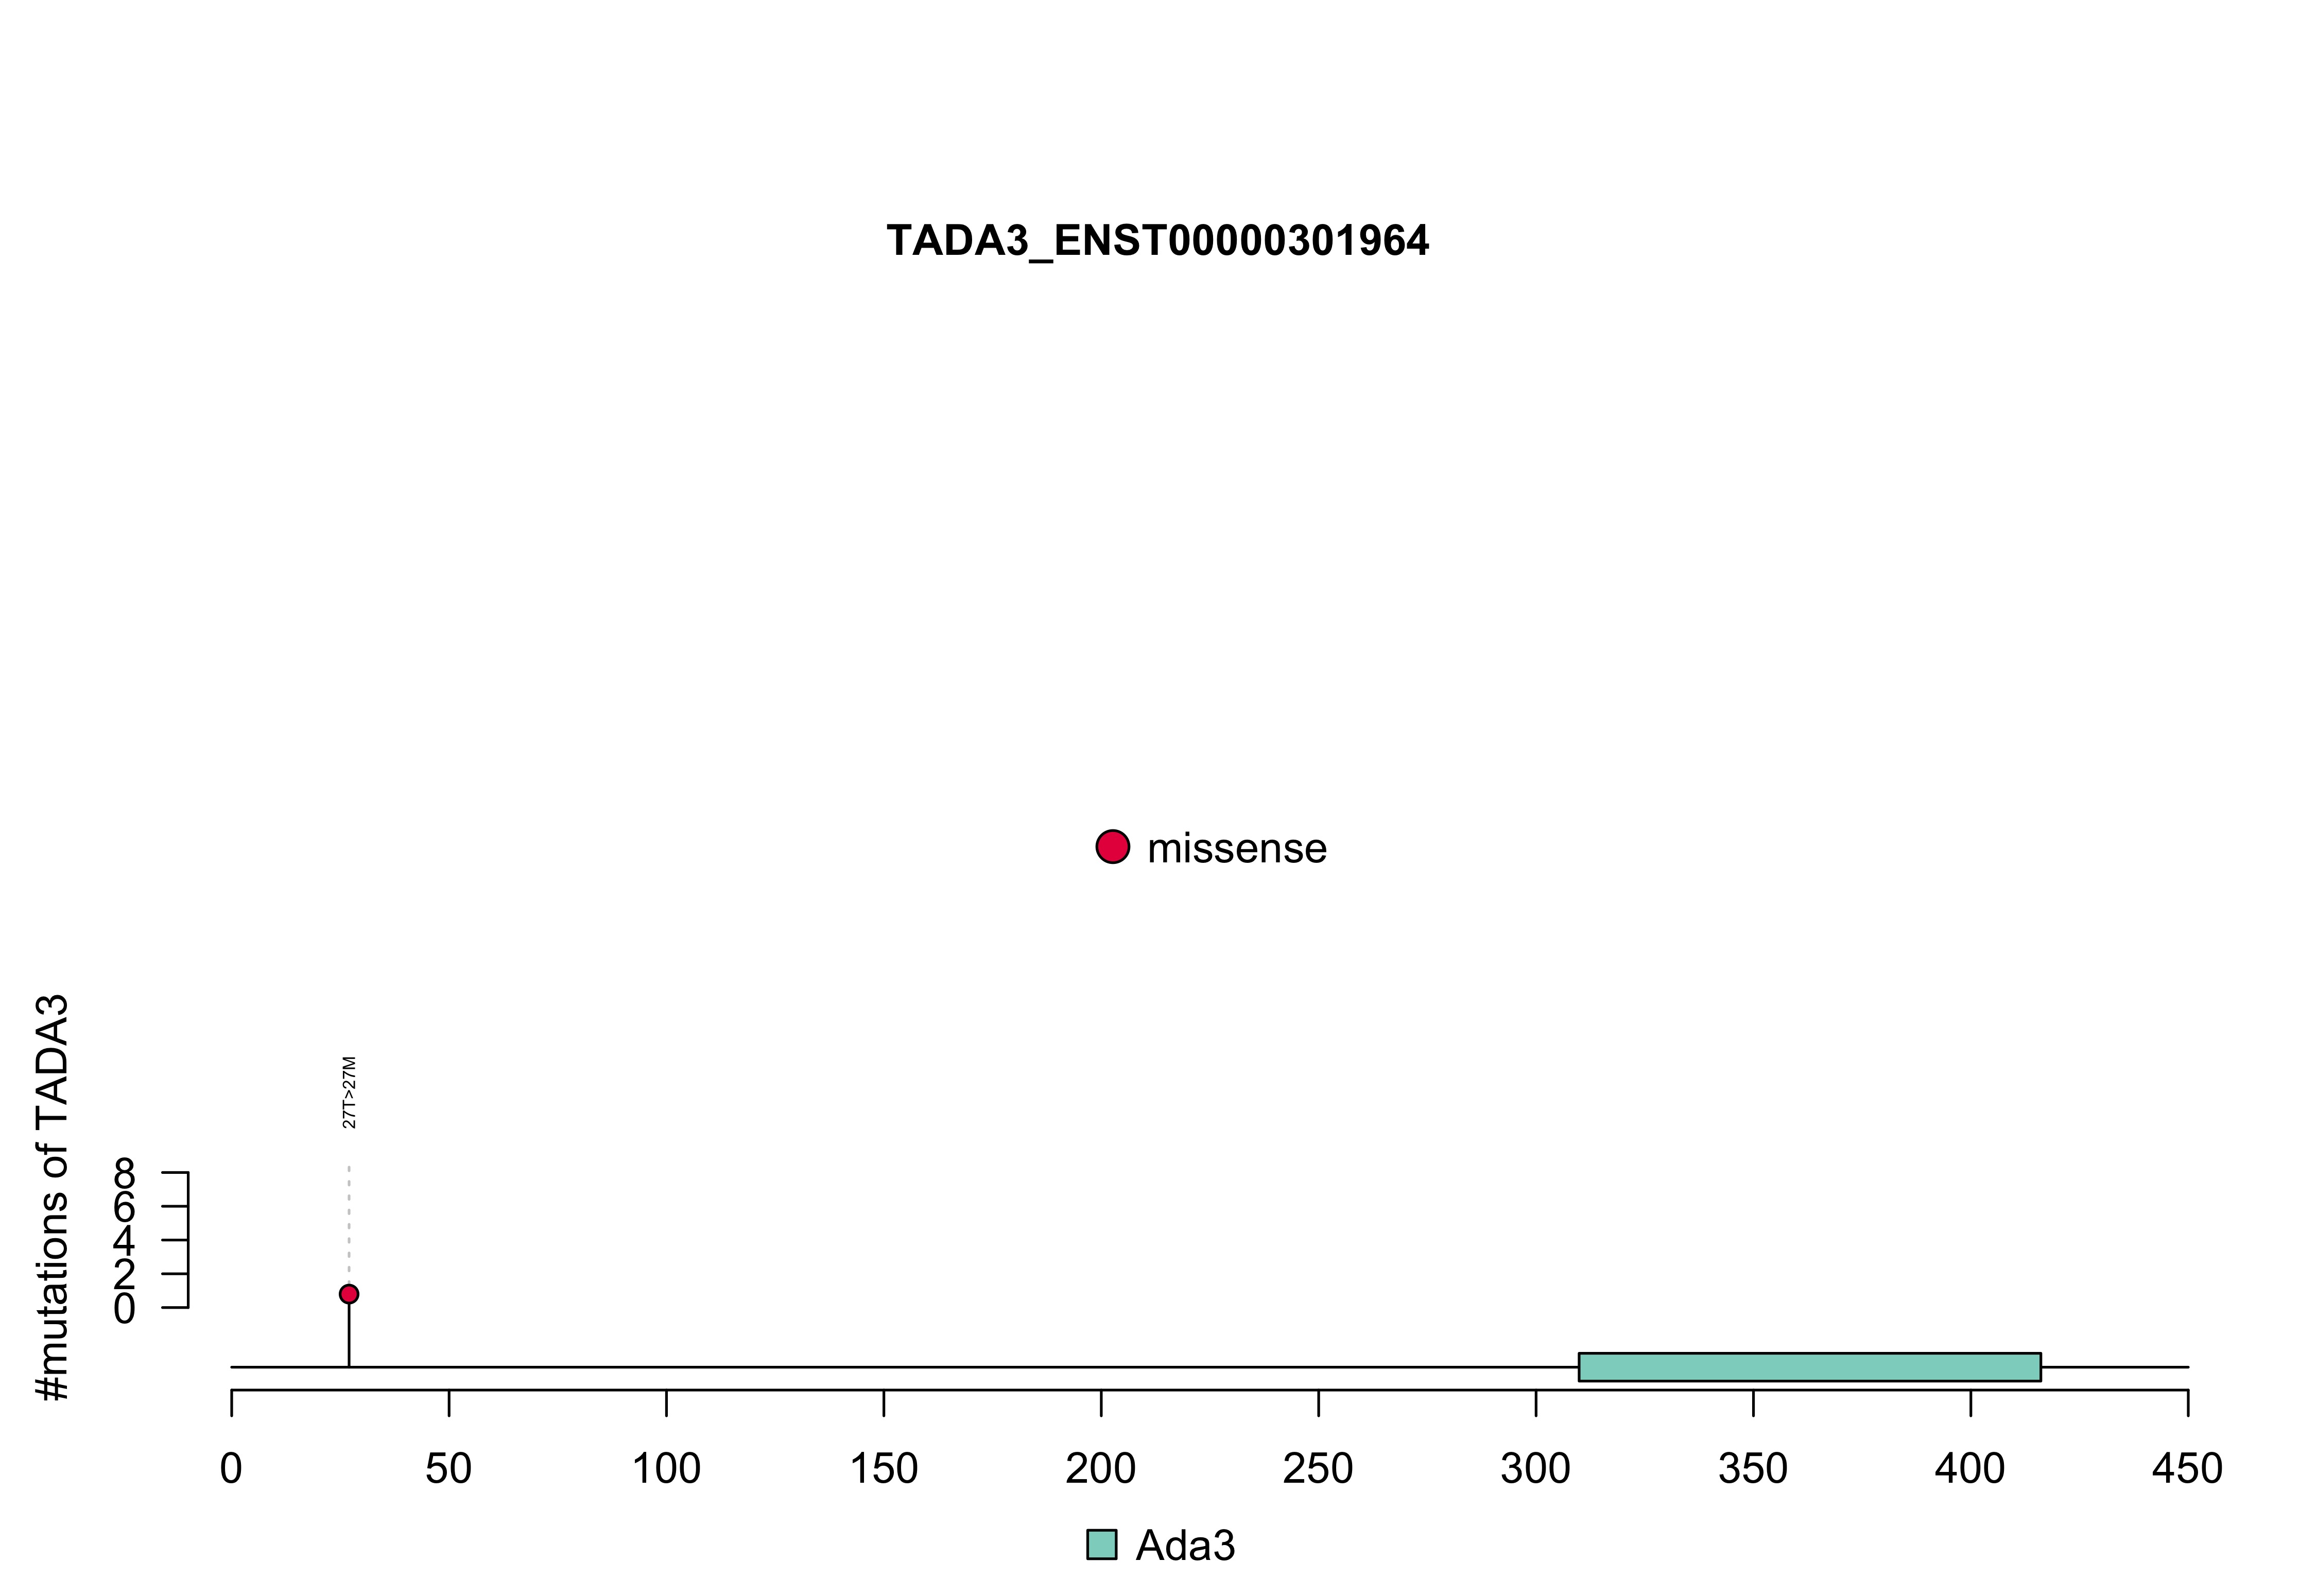 TADA3_ENST00000301964
missense
#mutations of TADA3
27T>27M
8
6
4
2
0
0 50 100 150 200 250 300 350 400 450
Ada3